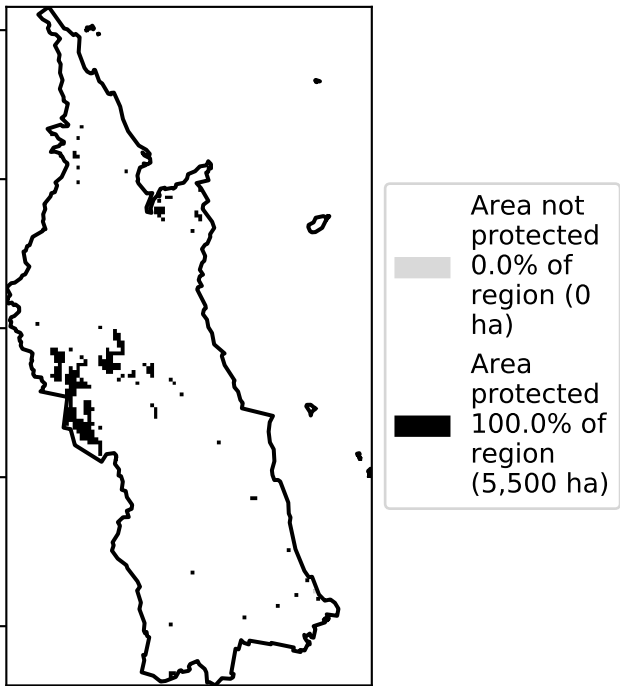 Area not
protected
0.0% of
region (0
ha)
Area
protected
100.0% of
region
(5,500 ha)